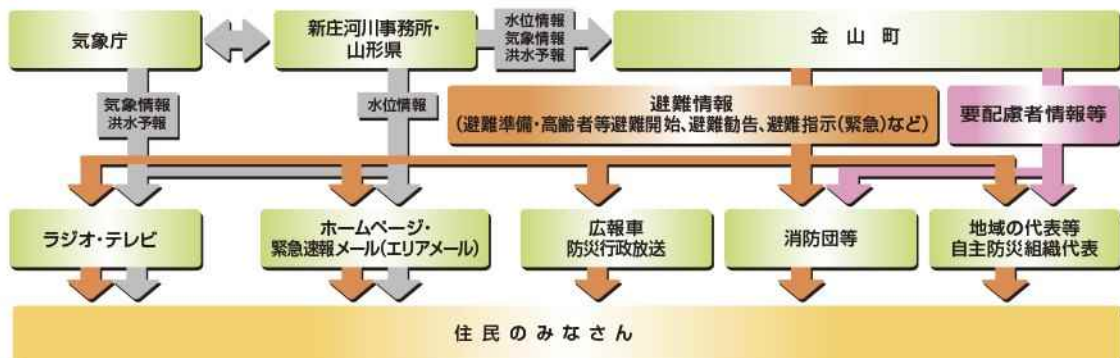 気象庁
新庄河川事務所・
山形県
水位情報
気象情報
洪水予報
金山町
気象情報
洪水予報
水位情報
避難情報
(避難準備・高齢者等避難開始、避難勧告、避難指示(緊急)など)
要配慮者情報等
ラジオ・テレビ
ホームページ・
緊急速報メール(エリアメール)
広報車
防災行政放送
消防団等
地域の代表等
自主防災組織代表
住民のみなさん